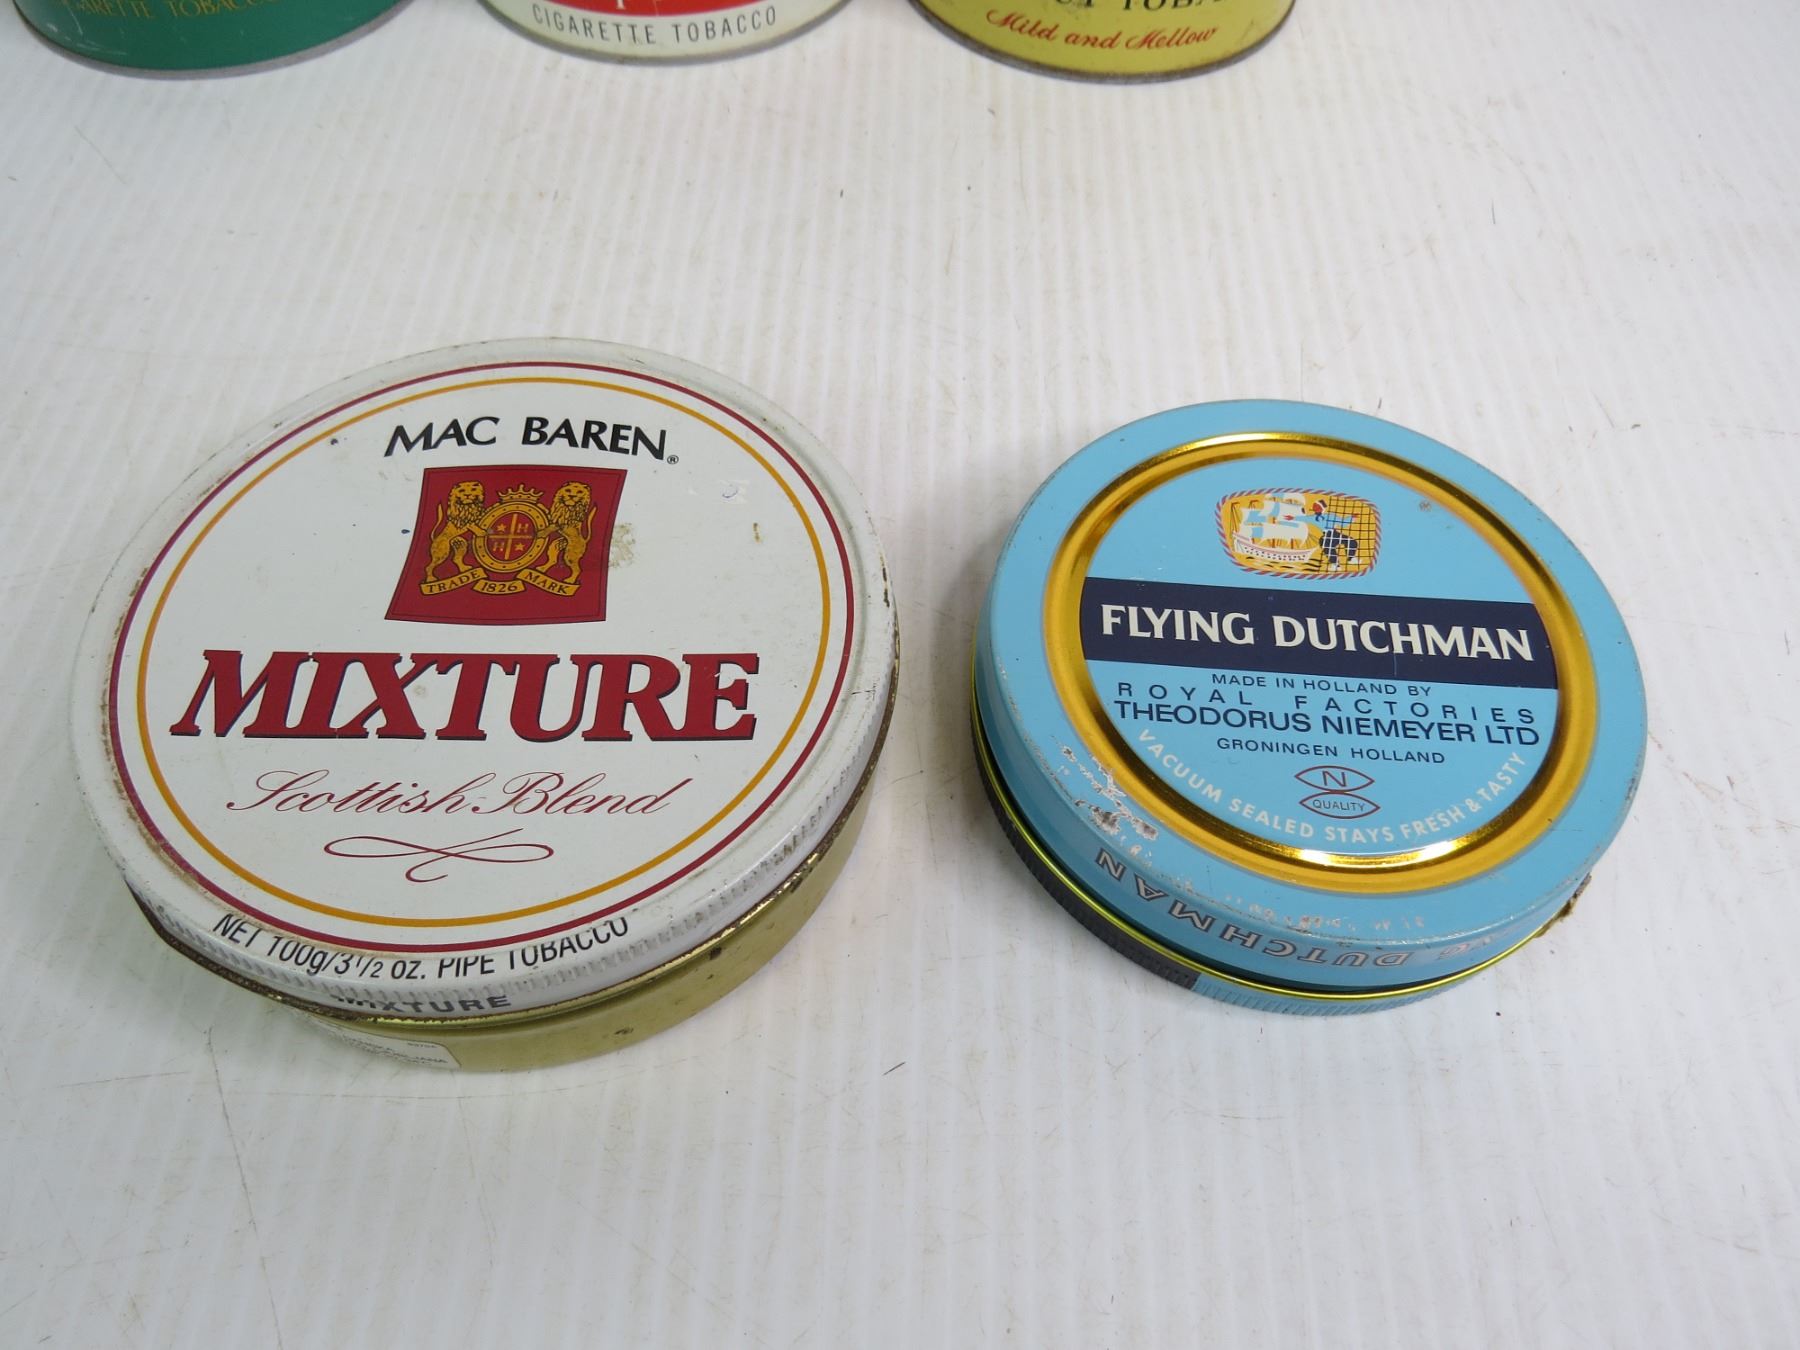 CIGARETTE TOBACCO
Mild and Mellow
MAC BAREN®
H
H
TRADE 1826 MARK
MIXTURE
Scottish Blend
NET 100g/3 1/2 oz. PIPE TOBACCO
MIXTURE
FLYING DUTCHMAN
MADE IN HOLLAND BY
ROYAL FACTORIES
THEODORUS NIEMEYER LTD
GRONINGEN HOLLAND
N
QUALITY
VACUUM SEALED STAYS FRESH & TASTY
DUTCHMAN